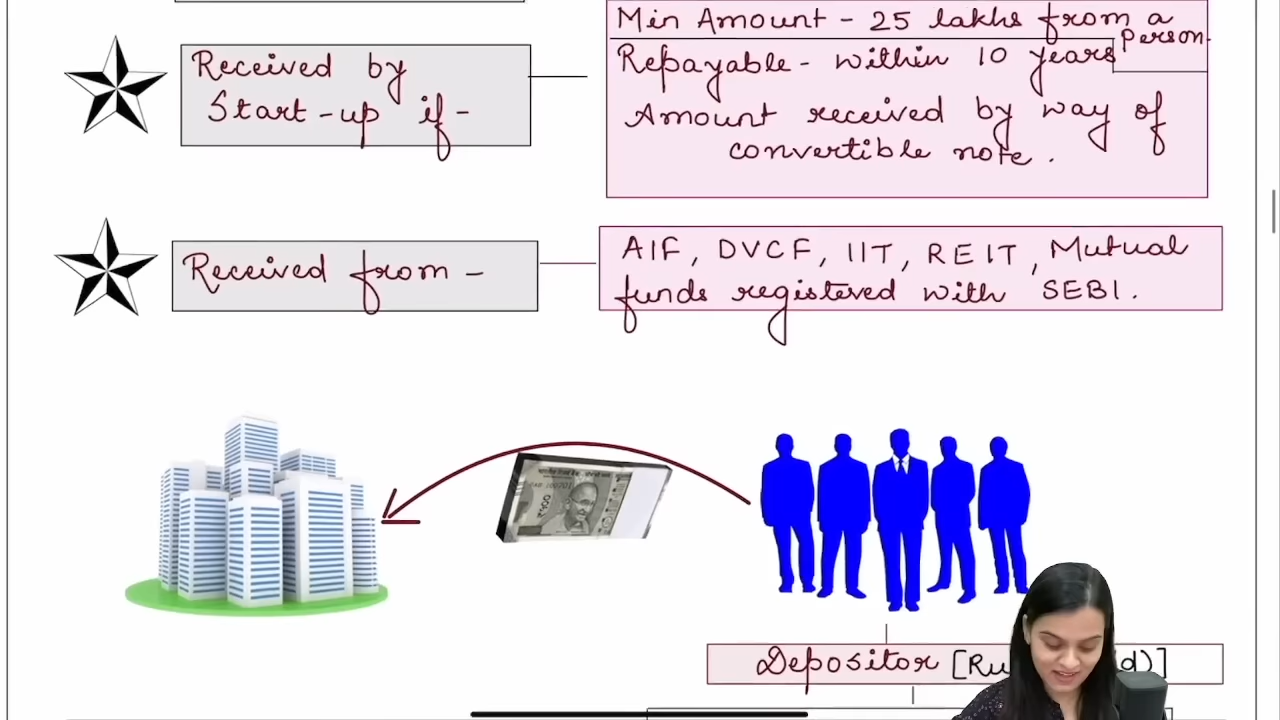 Min Amount - 25 lakhs from a
person.
Received by
Start-up if -
Repayable - within 10 years
Amount received by way of
convertible note.
Received from -
AIF, DVCF, IIT, REIT, Mutual
funds registered with SEBI.
Depositor [Ru d)]